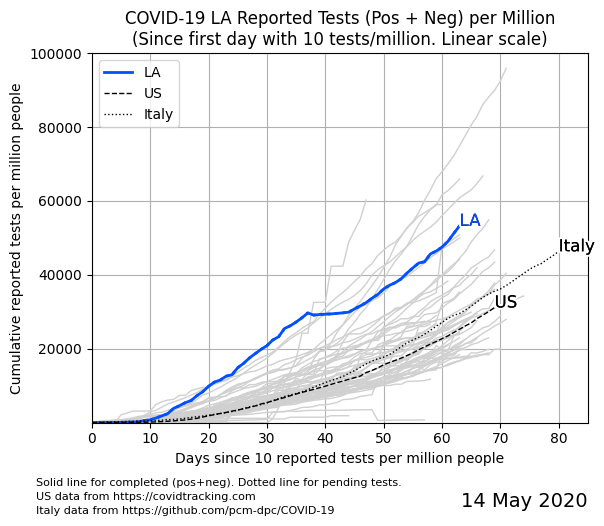 COVID-19 LA Reported Tests (Pos + Neg) per Million
(Since first day with 10 tests/million. Linear scale)
100000
80000
60000
40000
20000
Cumulative reported tests per million people
LA
US
Italy
LA
Italy
US
0 10 20 30 40 50 60 70 80
Days since 10 reported tests per million people
Solid line for completed (pos+neg). Dotted line for pending tests.
US data from https://covidtracking.com
Italy data from https://github.com/pcm-dpc/COVID-19
14 May 2020